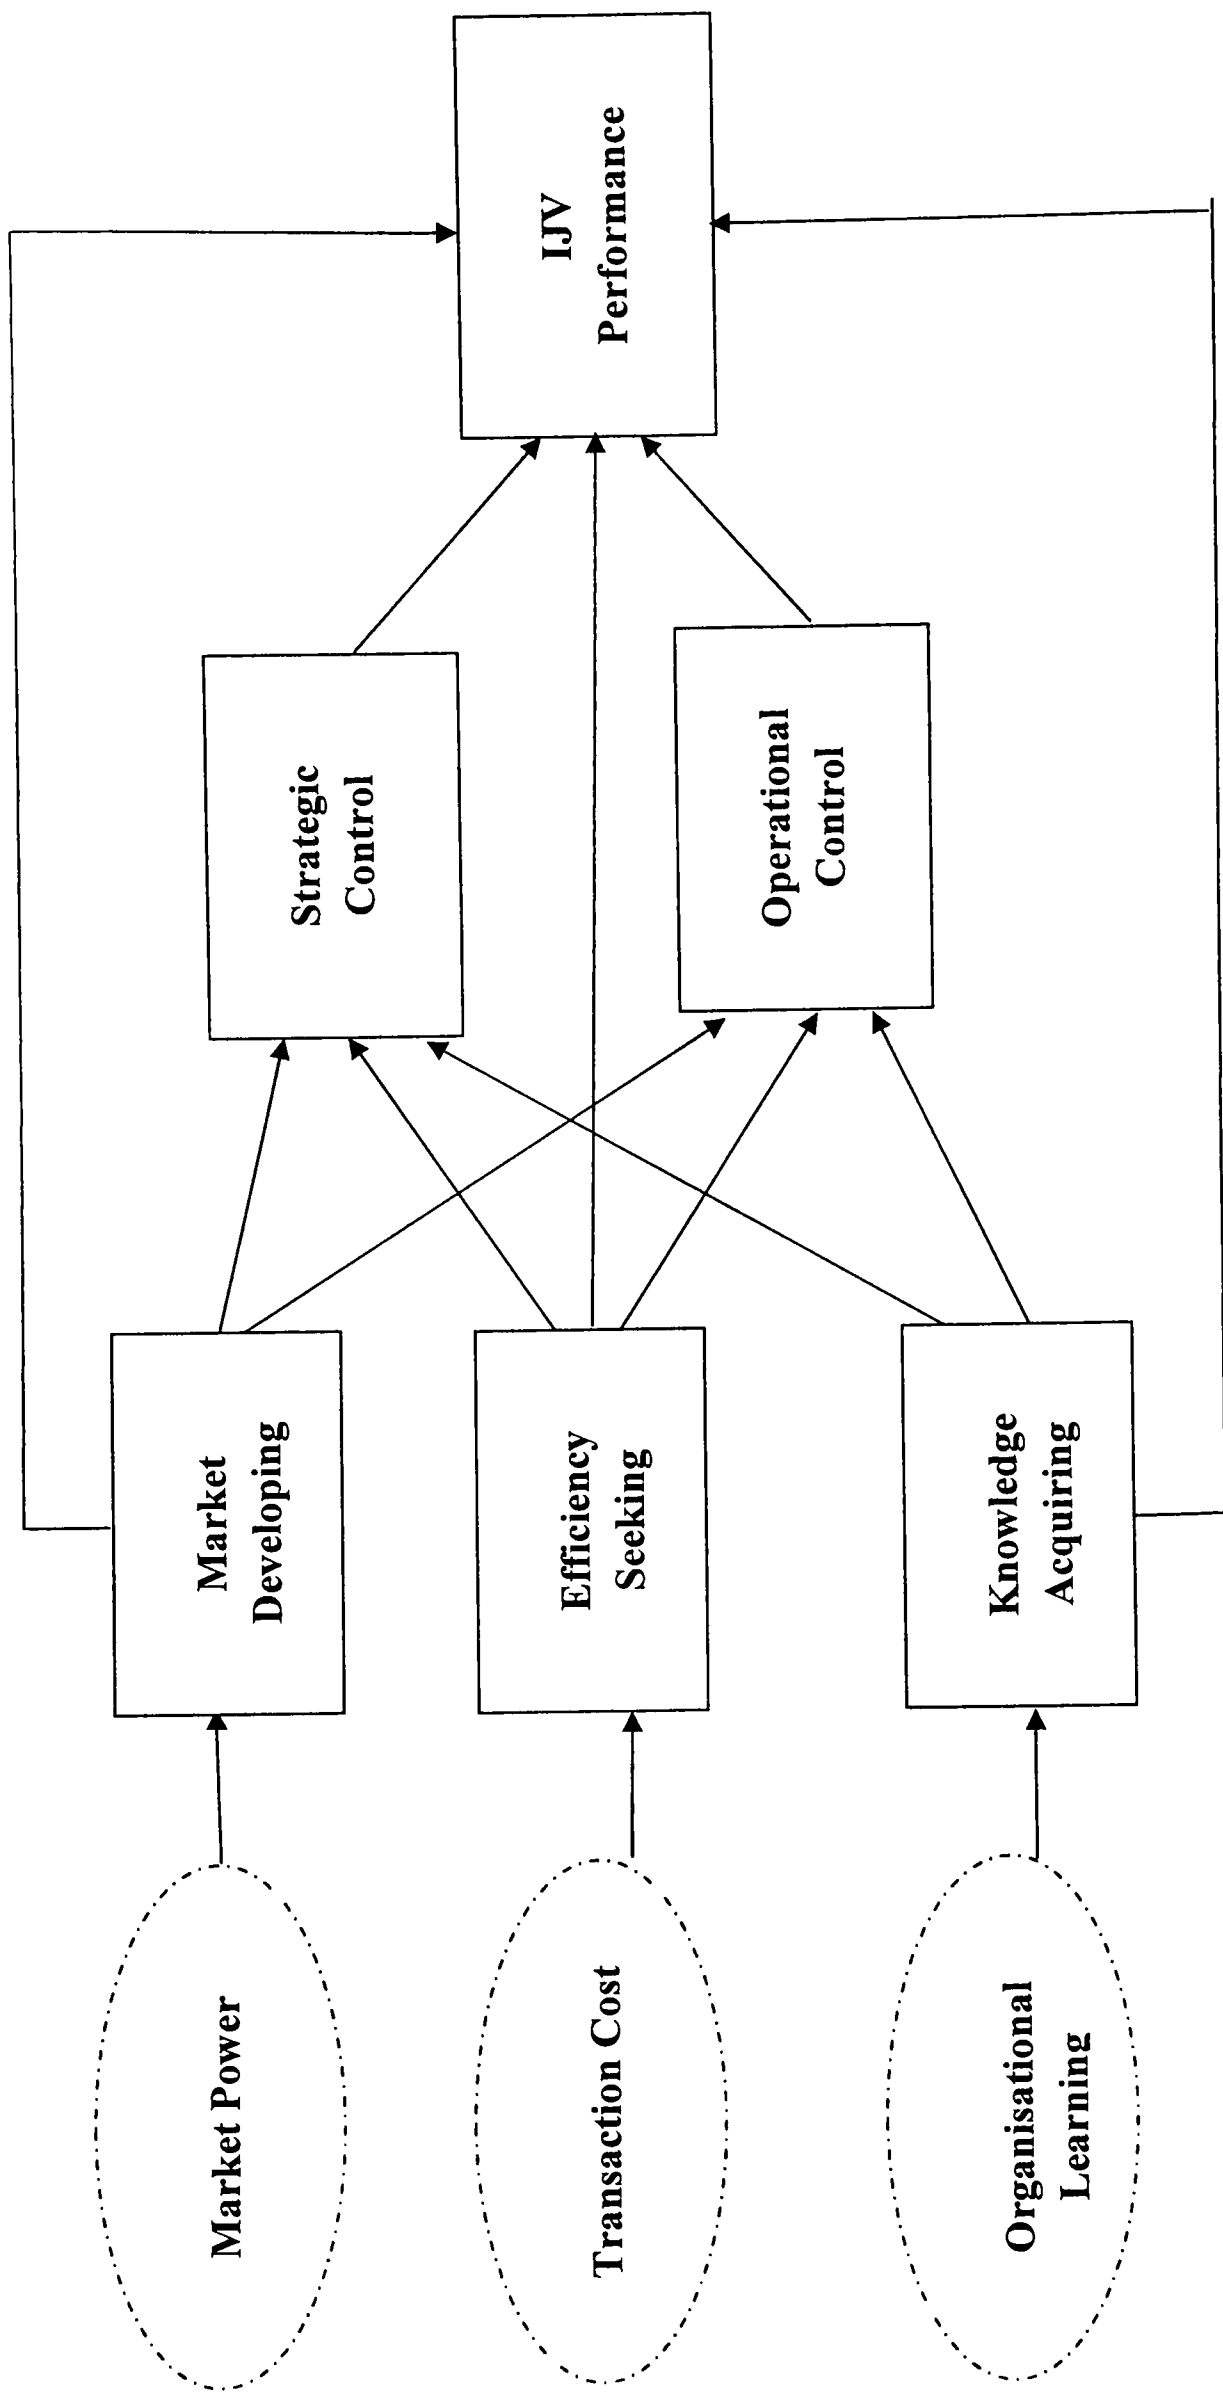 Market Power
Transaction Cost
Organisational
Learning
Market
Developing
Efficiency
Seeking
Knowledge
Acquiring
Strategic
Control
Operational
Control
IJV
Performance